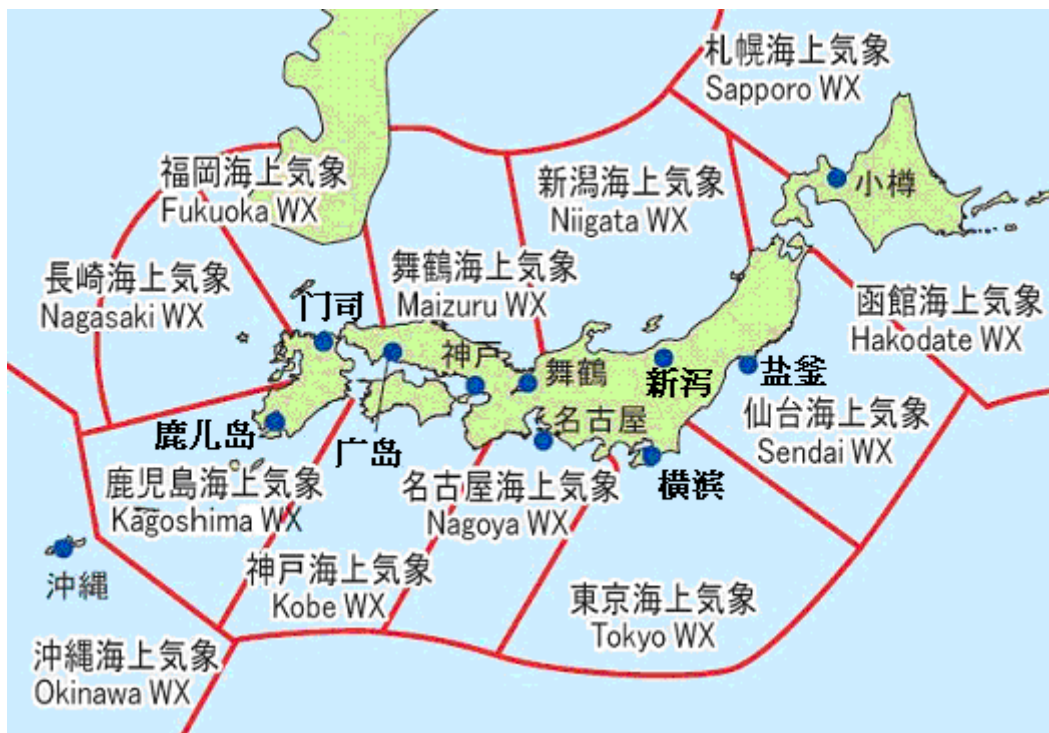 札幌海上気象
Sapporo WX
小樽
福岡海上気象
Fukuoka WX
新潟海上気象
Niigata WX
舞鶴海上気象
Maizuru WX
長崎海上気象
Nagasaki WX
函館海上気象
Hakodate WX
门司
神戸
舞鶴
新泻
盐釜
鹿儿岛
广岛
名古屋
横滨
仙台海上気象
Sendai WX
鹿児島海上気象
Kagoshima WX
名古屋海上気象
Nagoya WX
沖縄
神戸海上気象
Kobe WX
東京海上気象
Tokyo WX
沖縄海上気象
Okinawa WX